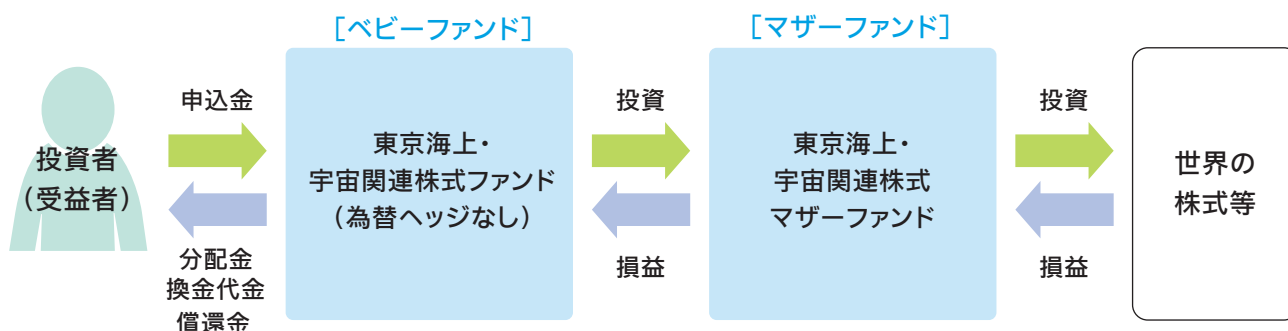 [ベビーファンド]
[マザーファンド]
投資者
（受益者）
申込金
分配金
換金代金
償還金
東京海上・
宇宙関連株式ファンド
（為替ヘッジなし）
投資
損益
東京海上・
宇宙関連株式
マザーファンド
投資
損益
世界の
株式等